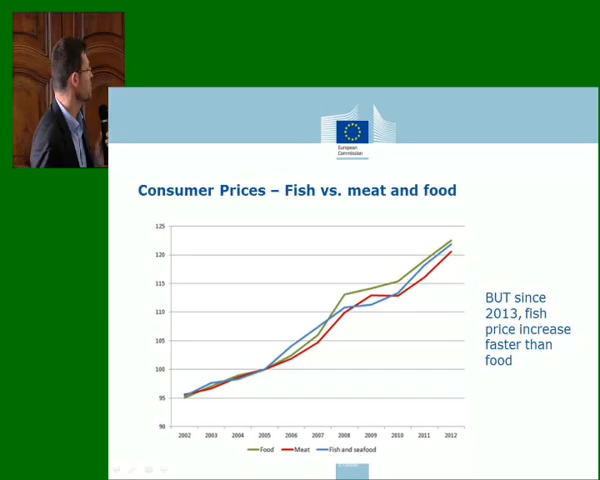 European
Commission
Consumer Prices – Fish vs. meat and food
125
120
115
110
105
100
95
90
2002 2003 2004 2005 2006 2007 2008 2009 2010 2011 2012
Food Meat Fish and seafood
BUT since
2013, fish
price increase
faster than
food